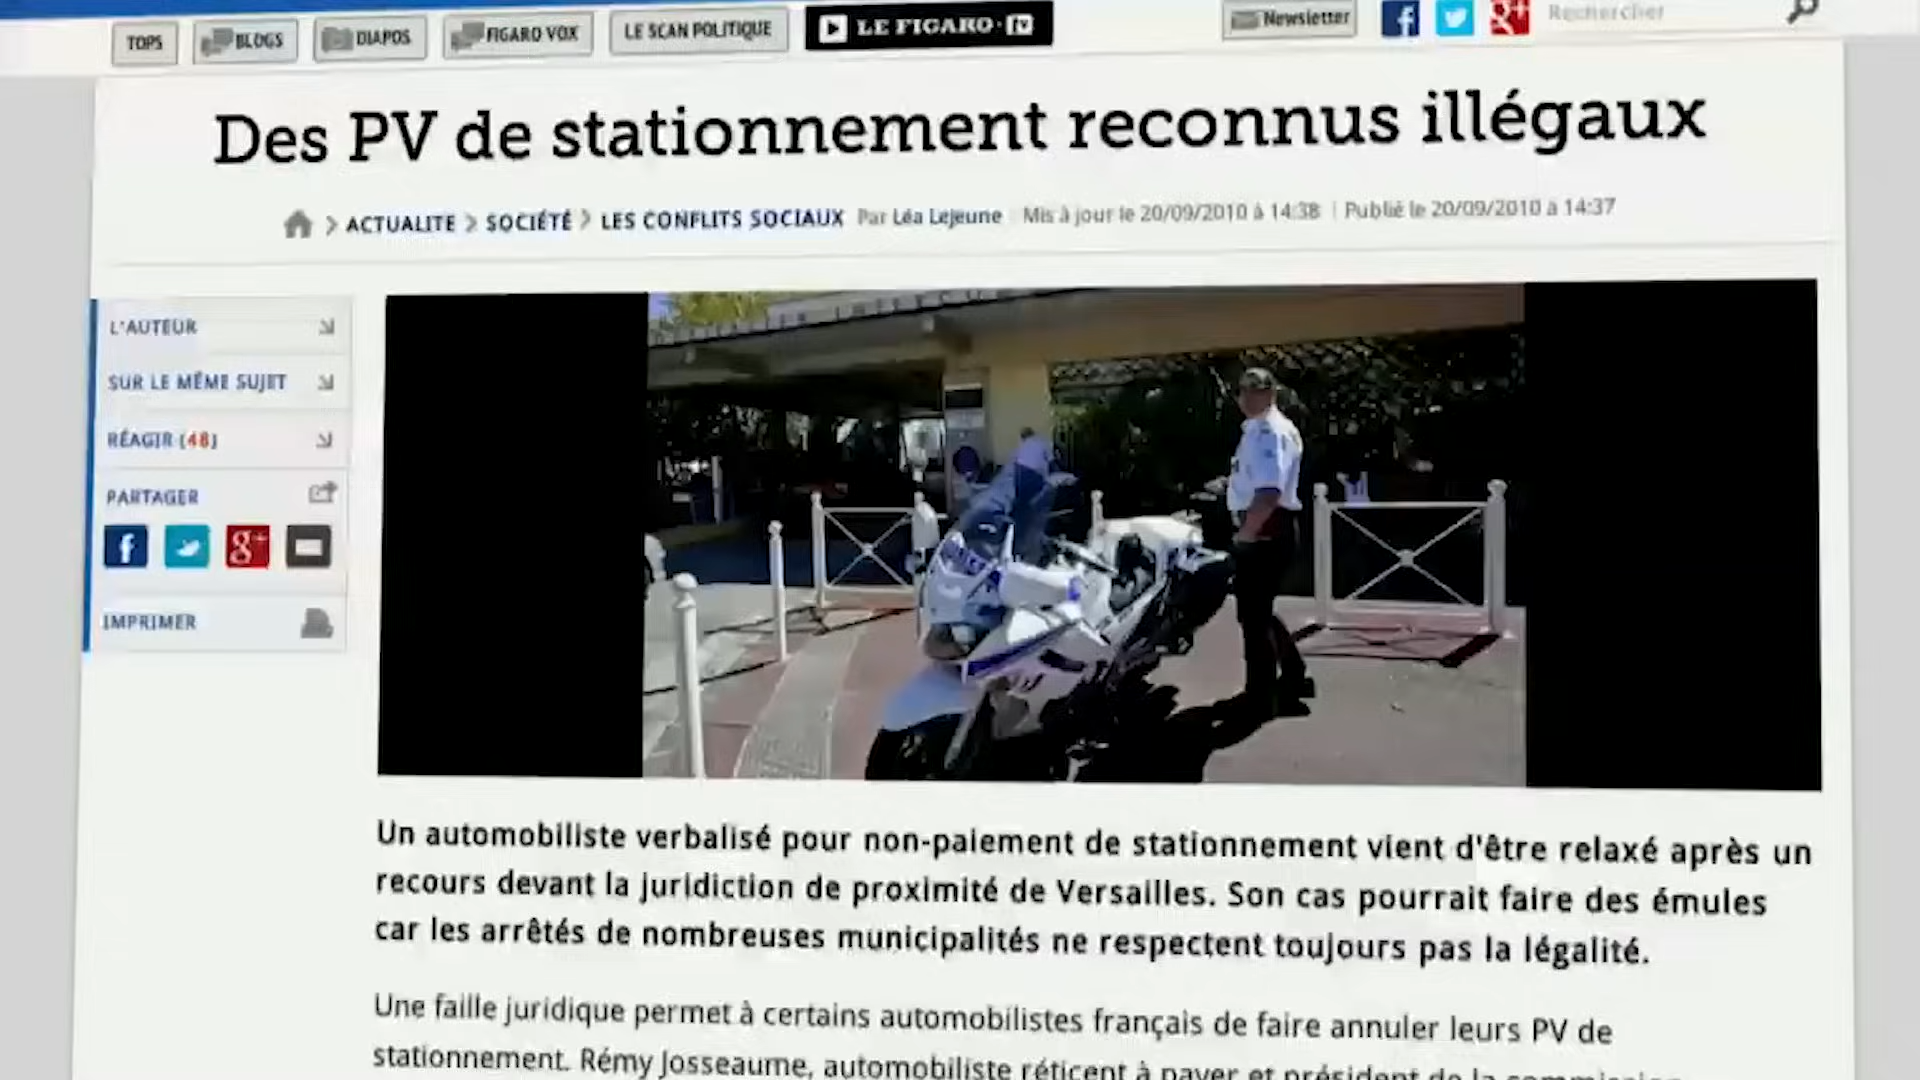 TOPS BLOGS DIAPOS FIGARO VOX LE SCAN POLITIQUE LE FIGARO·TV Newsletter f g+ Rechercher
Des PV de stationnement reconnus illégaux
ACTUALITE > SOCIÉTÉ > LES CONFLITS SOCIAUX Par Léa Lejeune Mis à jour le 20/09/2010 à 14:38 | Publié le 20/09/2010 à 14:37
L'AUTEUR
SUR LE MÊME SUJET
RÉAGIR (48)
PARTAGER
f g+
IMPRIMER
Un automobiliste verbalisé pour non-paiement de stationnement vient d'être relaxé après un
recours devant la juridiction de proximité de Versailles. Son cas pourrait faire des émules
car les arrêtés de nombreuses municipalités ne respectent toujours pas la légalité.
Une faille juridique permet à certains automobilistes français de faire annuler leurs PV de
stationnement. Rémy Josseaume, automobiliste réticent à payer et président de la commission